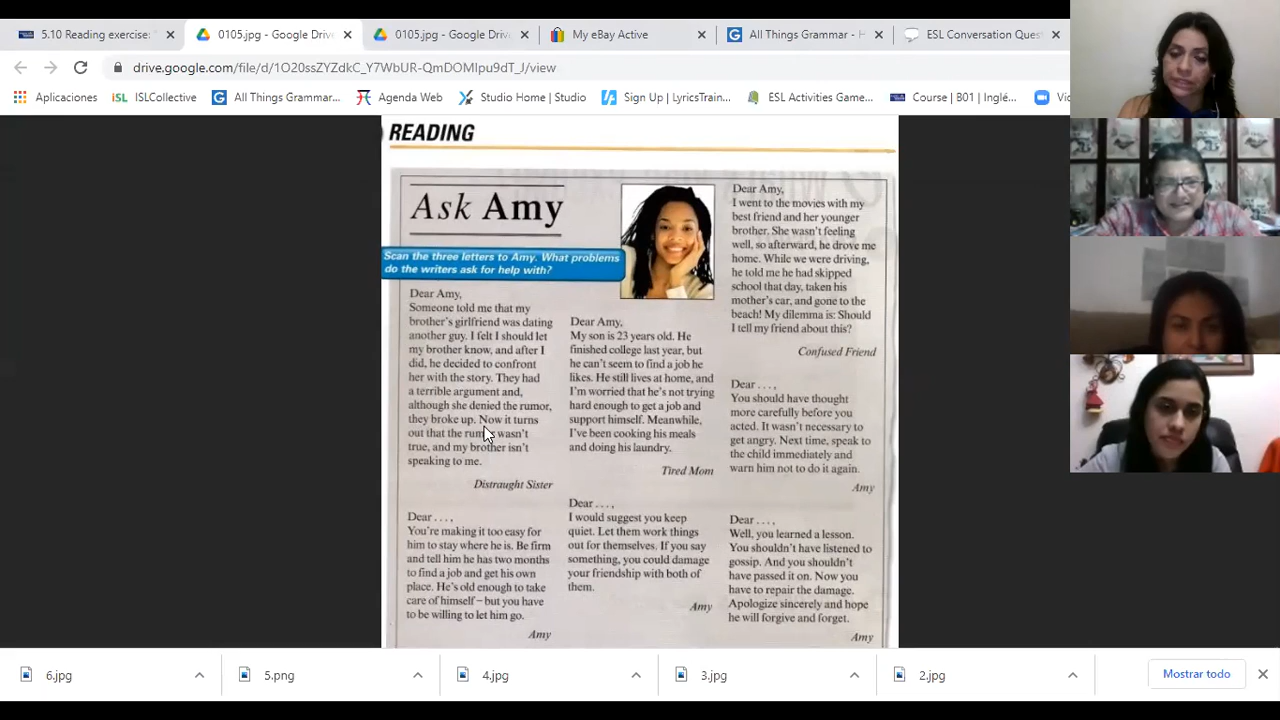 5.10 Reading exercise:
0105.jpg - Google Drive
0105.jpg - Google Drive
My eBay Active
All Things Grammar - H
ESL Conversation Ques
drive.google.com/file/d/1O20ssZYZdkC_Y7WbUR-QmDOMIpu9dT_J/view
Aplicaciones
iSL ISLCollective
All Things Grammar...
Agenda Web
Studio Home | Studio
Sign Up | LyricsTrain...
ESL Activities Game...
Course | B01 | Inglé...
READING
Ask Amy
Scan the three letters to Amy. What problems
do the writers ask for help with?
Dear Amy,
Someone told me that my
brother's girlfriend was dating
another guy. I felt I should let
my brother know, and after I
did, he decided to confront
her with the story. They had
a terrible argument and,
although she denied the rumor,
they broke up. Now it turns
out that the rumor wasn't
true, and my brother isn't
speaking to me.
Distraught Sister
Dear Amy,
My son is 23 years old. He
finished college last year, but
he can't seem to find a job he
likes. He still lives at home, and
I'm worried that he's not trying
hard enough to get a job and
support himself. Meanwhile,
I've been cooking his meals
and doing his laundry.
Tired Mom
Dear Amy,
I went to the movies with my
best friend and her younger
brother. She wasn't feeling
well, so afterward, he drove me
home. While we were driving,
he told me he had skipped
school that day, taken his
mother's car, and gone to the
beach! My dilemma is: Should
I tell my friend about this?
Confused Friend
Dear . . . ,
You're making it too easy for
him to stay where he is. Be firm
and tell him he has two months
to find a job and get his own
place. He's old enough to take
care of himself – but you have
to be willing to let him go.
Amy
Dear . . . ,
I would suggest you keep
quiet. Let them work things
out for themselves. If you say
something, you could damage
your friendship with both of
them.
Amy
Dear . . . ,
You should have thought
more carefully before you
acted. It wasn't necessary to
get angry. Next time, speak to
the child immediately and
warn him not to do it again.
Amy
Dear . . . ,
Well, you learned a lesson.
You shouldn't have listened to
gossip. And you shouldn't
have passed it on. Now you
have to repair the damage.
Apologize sincerely and hope
he will forgive and forget.
Amy
6.jpg
5.png
4.jpg
3.jpg
2.jpg
Mostrar todo